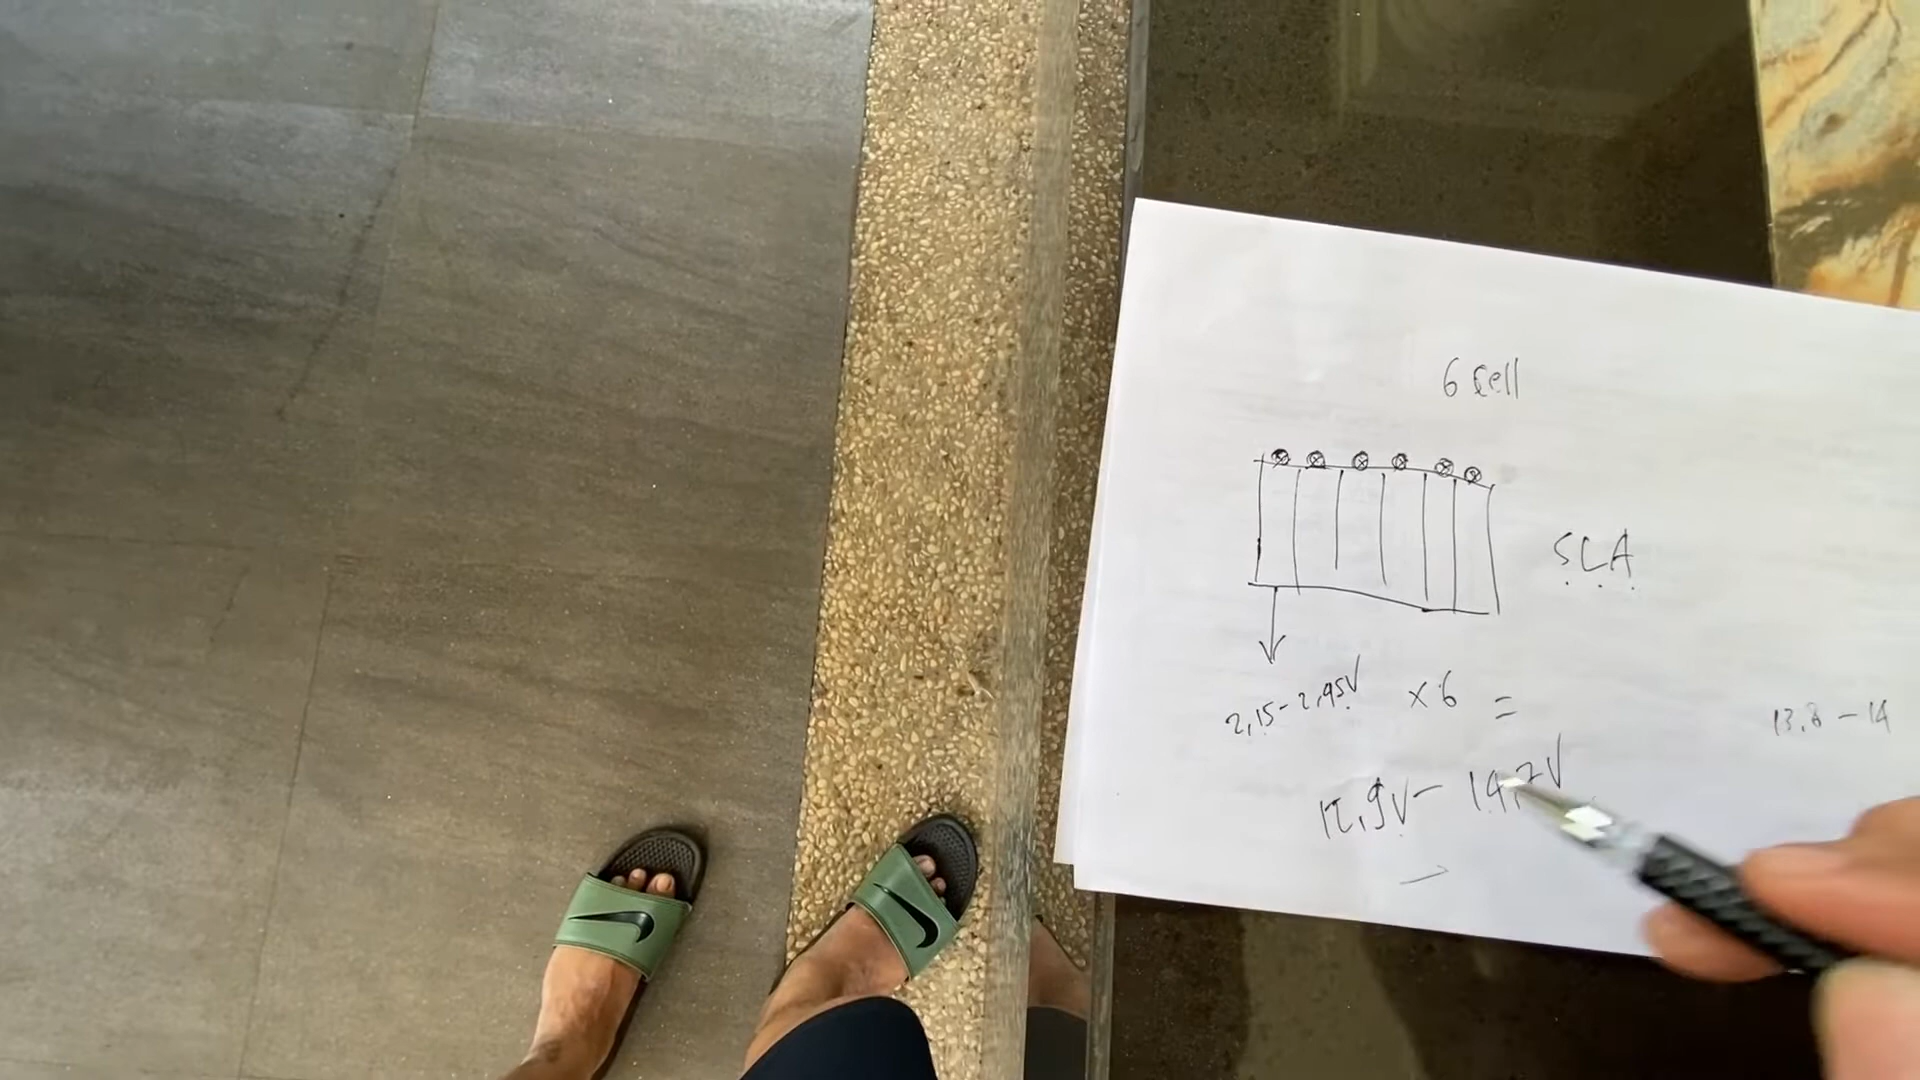 6 Cell
SLA
2,15-2,45V × 6 =
13.8 - 14
12,9V - 14,7V